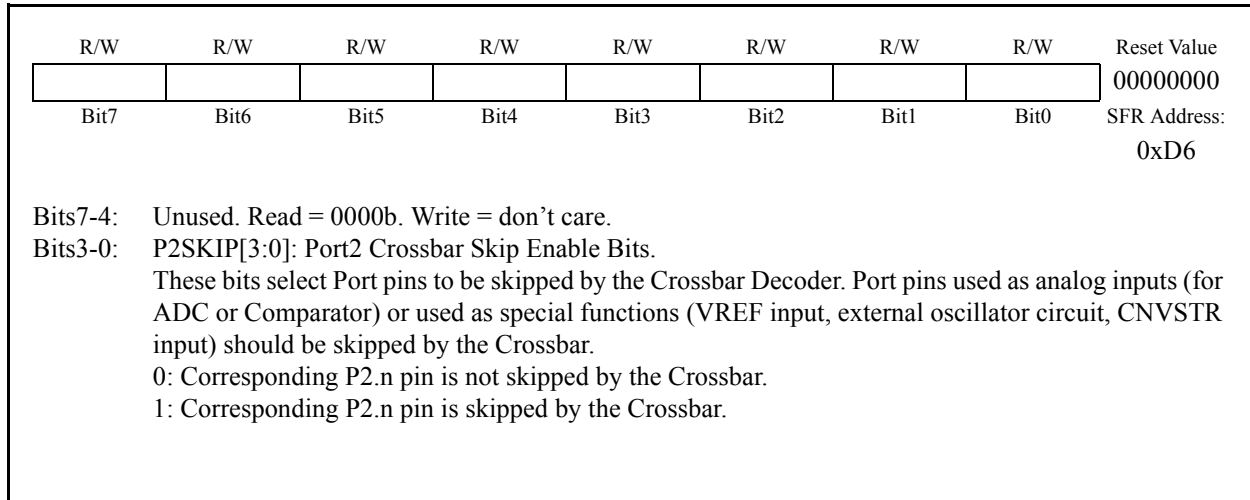 R/W R/W R/W R/W R/W R/W R/W R/W Reset Value
00000000
Bit7 Bit6 Bit5 Bit4 Bit3 Bit2 Bit1 Bit0 SFR Address:
0xD6
Bits7-4: Unused. Read = 0000b. Write = don’t care.
Bits3-0: P2SKIP[3:0]: Port2 Crossbar Skip Enable Bits.
These bits select Port pins to be skipped by the Crossbar Decoder. Port pins used as analog inputs (for
ADC or Comparator) or used as special functions (VREF input, external oscillator circuit, CNVSTR
input) should be skipped by the Crossbar.
0: Corresponding P2.n pin is not skipped by the Crossbar.
1: Corresponding P2.n pin is skipped by the Crossbar.